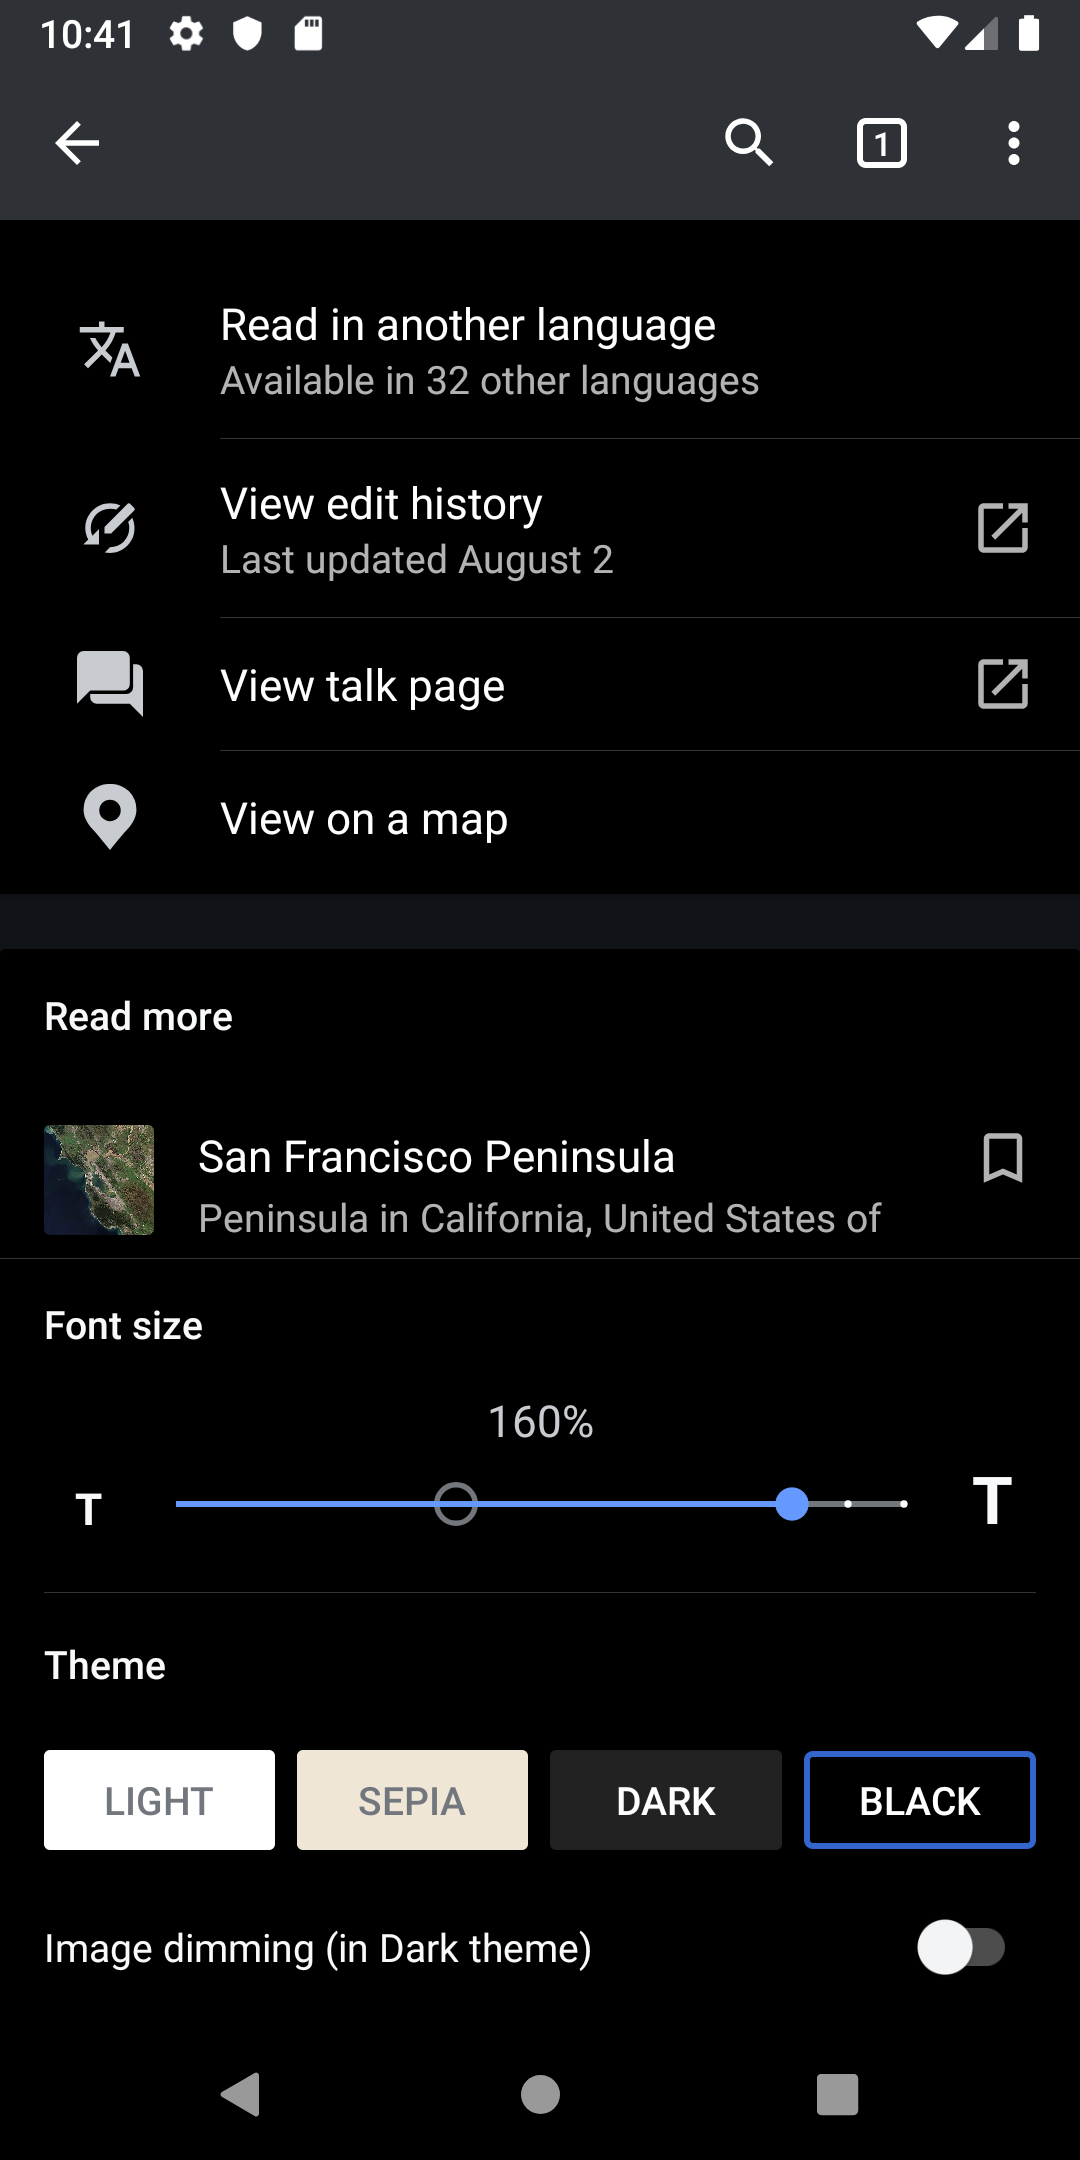 10:41
1
Read in another language
Available in 32 other languages
View edit history
Last updated August 2
View talk page
View on a map
Read more
San Francisco Peninsula
Peninsula in California, United States of
Font size
160%
T T
Theme
LIGHT SEPIA DARK BLACK
Image dimming (in Dark theme)